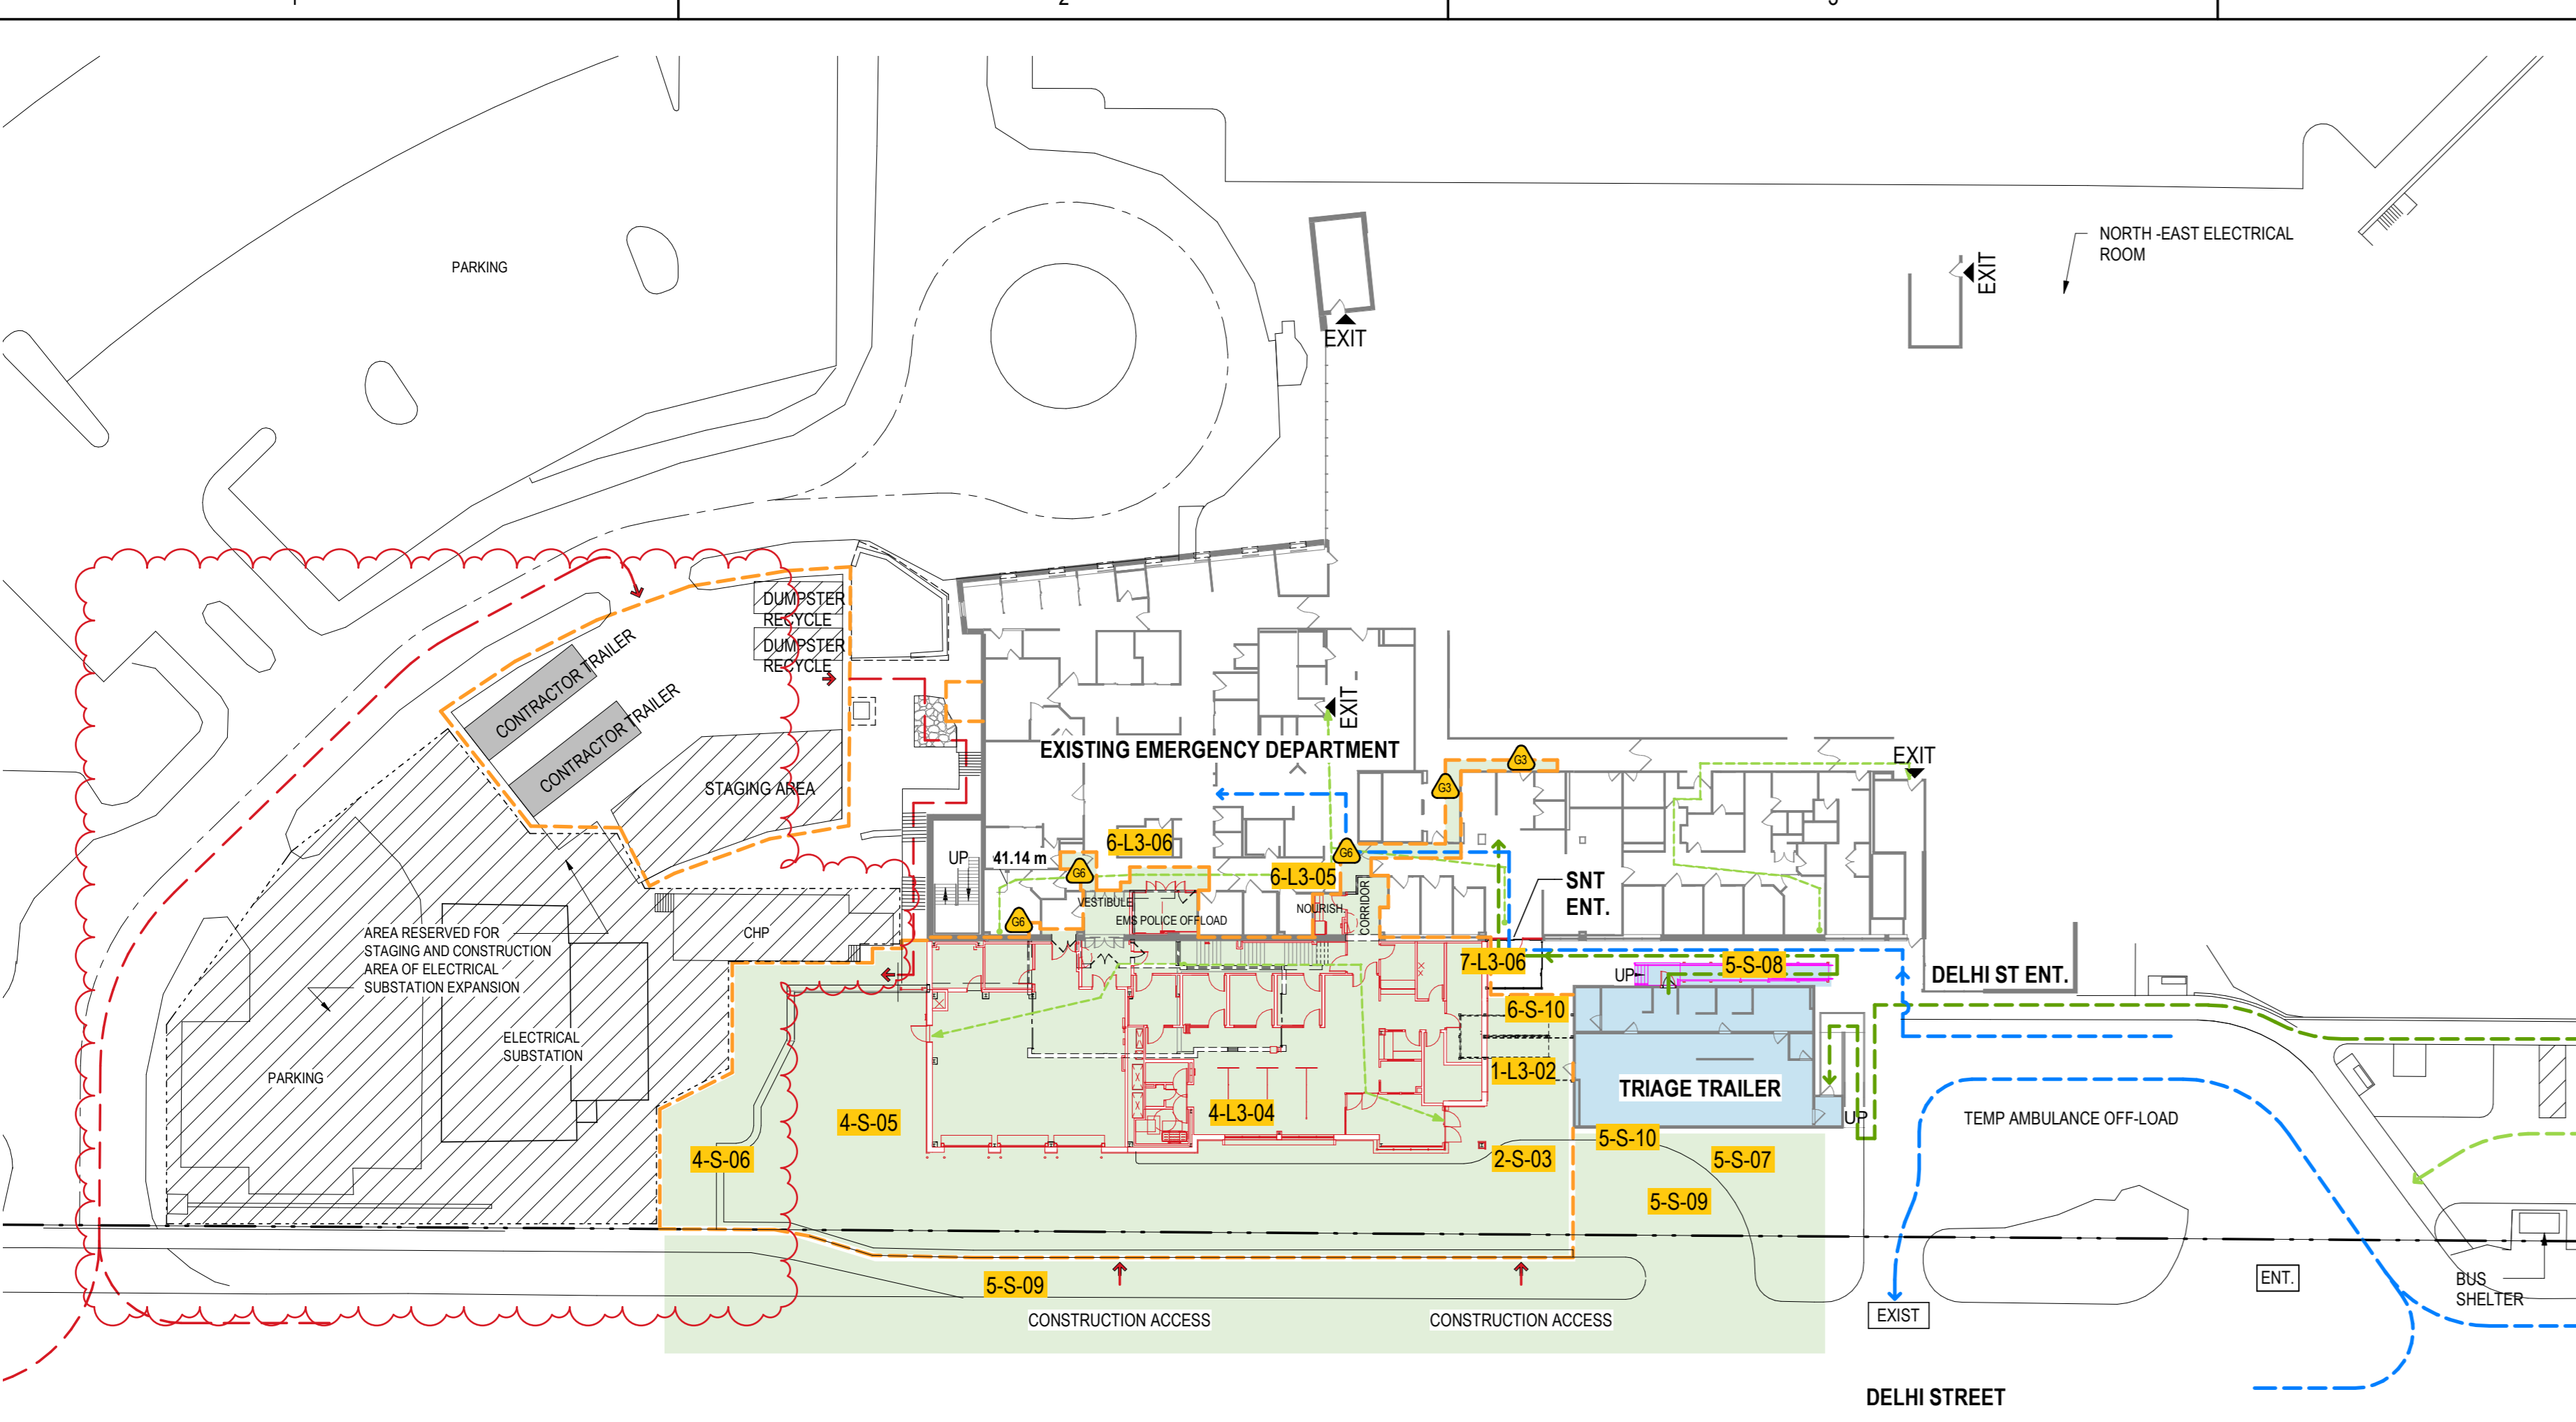 PARKING
NORTH -EAST ELECTRICAL
ROOM
EXIT
EXIT
DUMPSTER
RECYCLE
DUMPSTER
RECYCLE
CONTRACTOR TRAILER
CONTRACTOR TRAILER
STAGING AREA
EXIT
EXISTING EMERGENCY DEPARTMENT
EXIT
G3
G3
6-L3-06
G6
UP
41.14 m
G6
6-L3-05
SNT
ENT.
VESTIBULE
EMS POLICE OFFLOAD
NOURISH.
CORRIDOR
G6
AREA RESERVED FOR
STAGING AND CONSTRUCTION
AREA OF ELECTRICAL
SUBSTATION EXPANSION
CHP
7-L3-06
UP
5-S-08
DELHI ST ENT.
6-S-10
ELECTRICAL
SUBSTATION
PARKING
1-L3-02
TRIAGE TRAILER
4-S-05
4-L3-04
UP
TEMP AMBULANCE OFF-LOAD
4-S-06
2-S-03
5-S-10
5-S-07
5-S-09
5-S-09
ENT.
BUS
SHELTER
CONSTRUCTION ACCESS
CONSTRUCTION ACCESS
EXIST
DELHI STREET